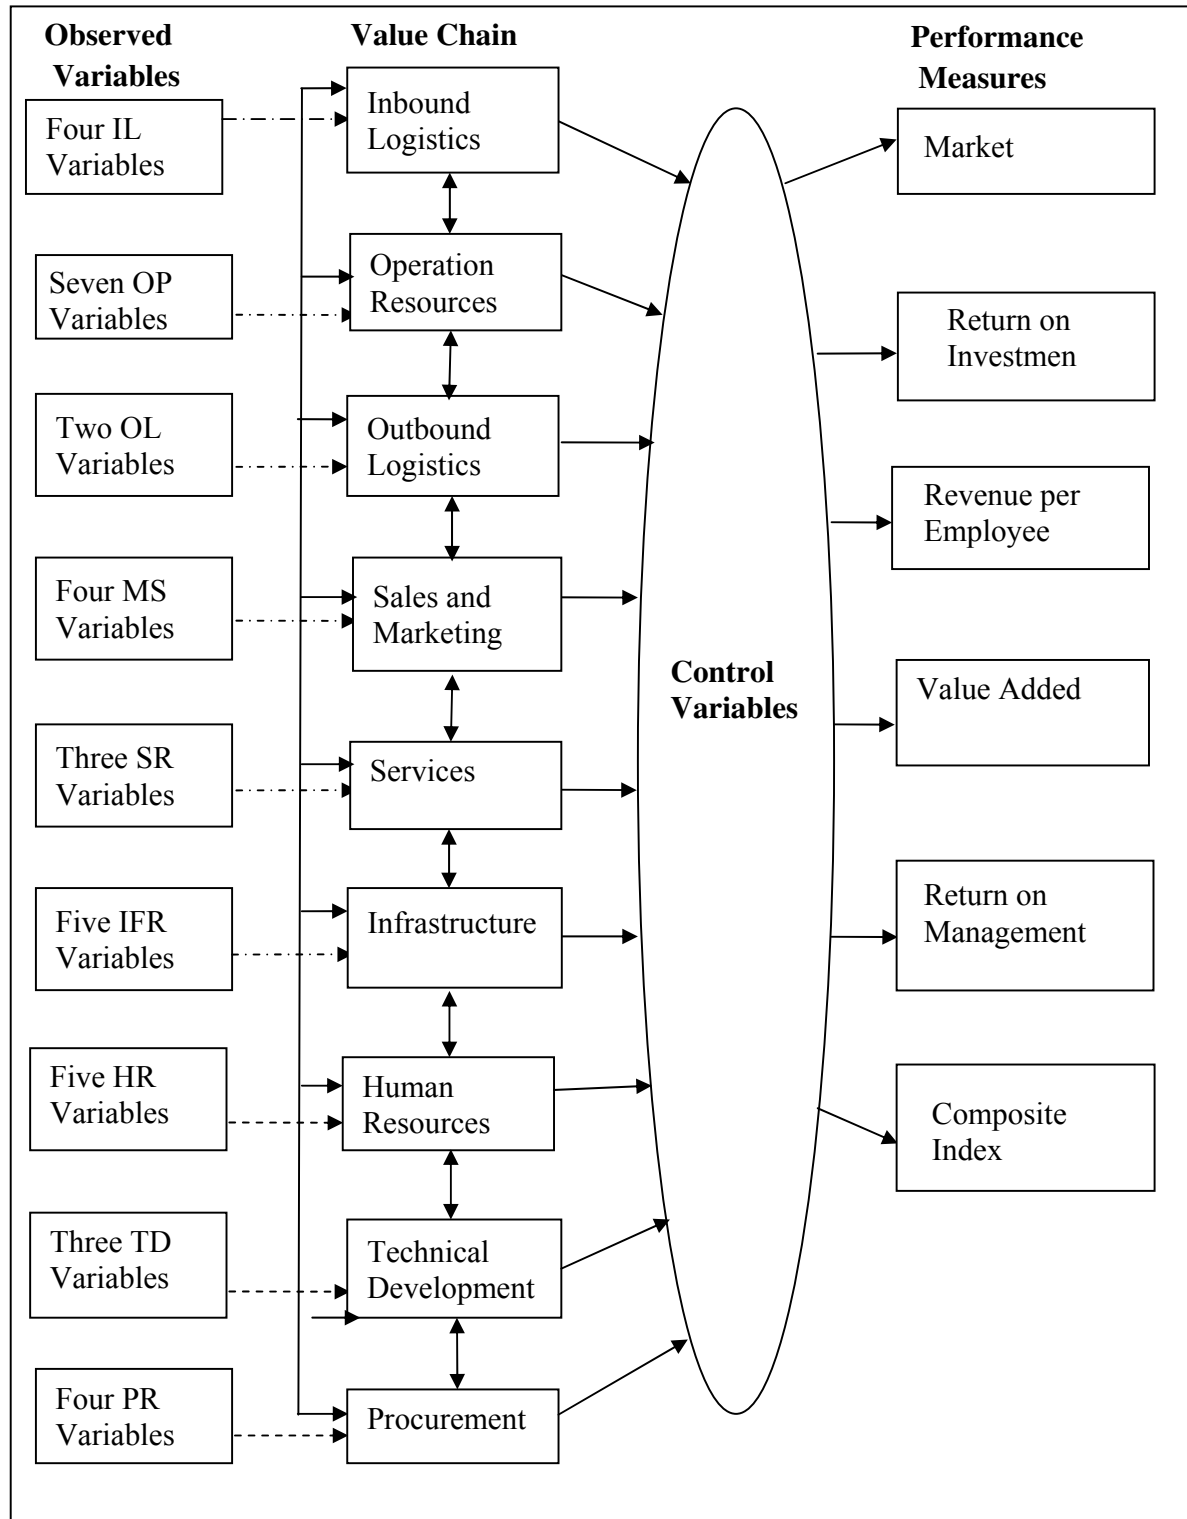 Observed
Variables
Four IL
Variables
Seven OP
Variables
Two OL
Variables
Four MS
Variables
Three SR
Variables
Five IFR
Variables
Five HR
Variables
Three TD
Variables
Four PR
Variables
Value Chain
Inbound
Logistics
Operation
Resources
Outbound
Logistics
Sales and
Marketing
Services
Infrastructure
Human
Resources
Technical
Development
Procurement
Control
Variables
Performance
Measures
Market
Return on
Investmen
Revenue per
Employee
Value Added
Return on
Management
Composite
Index